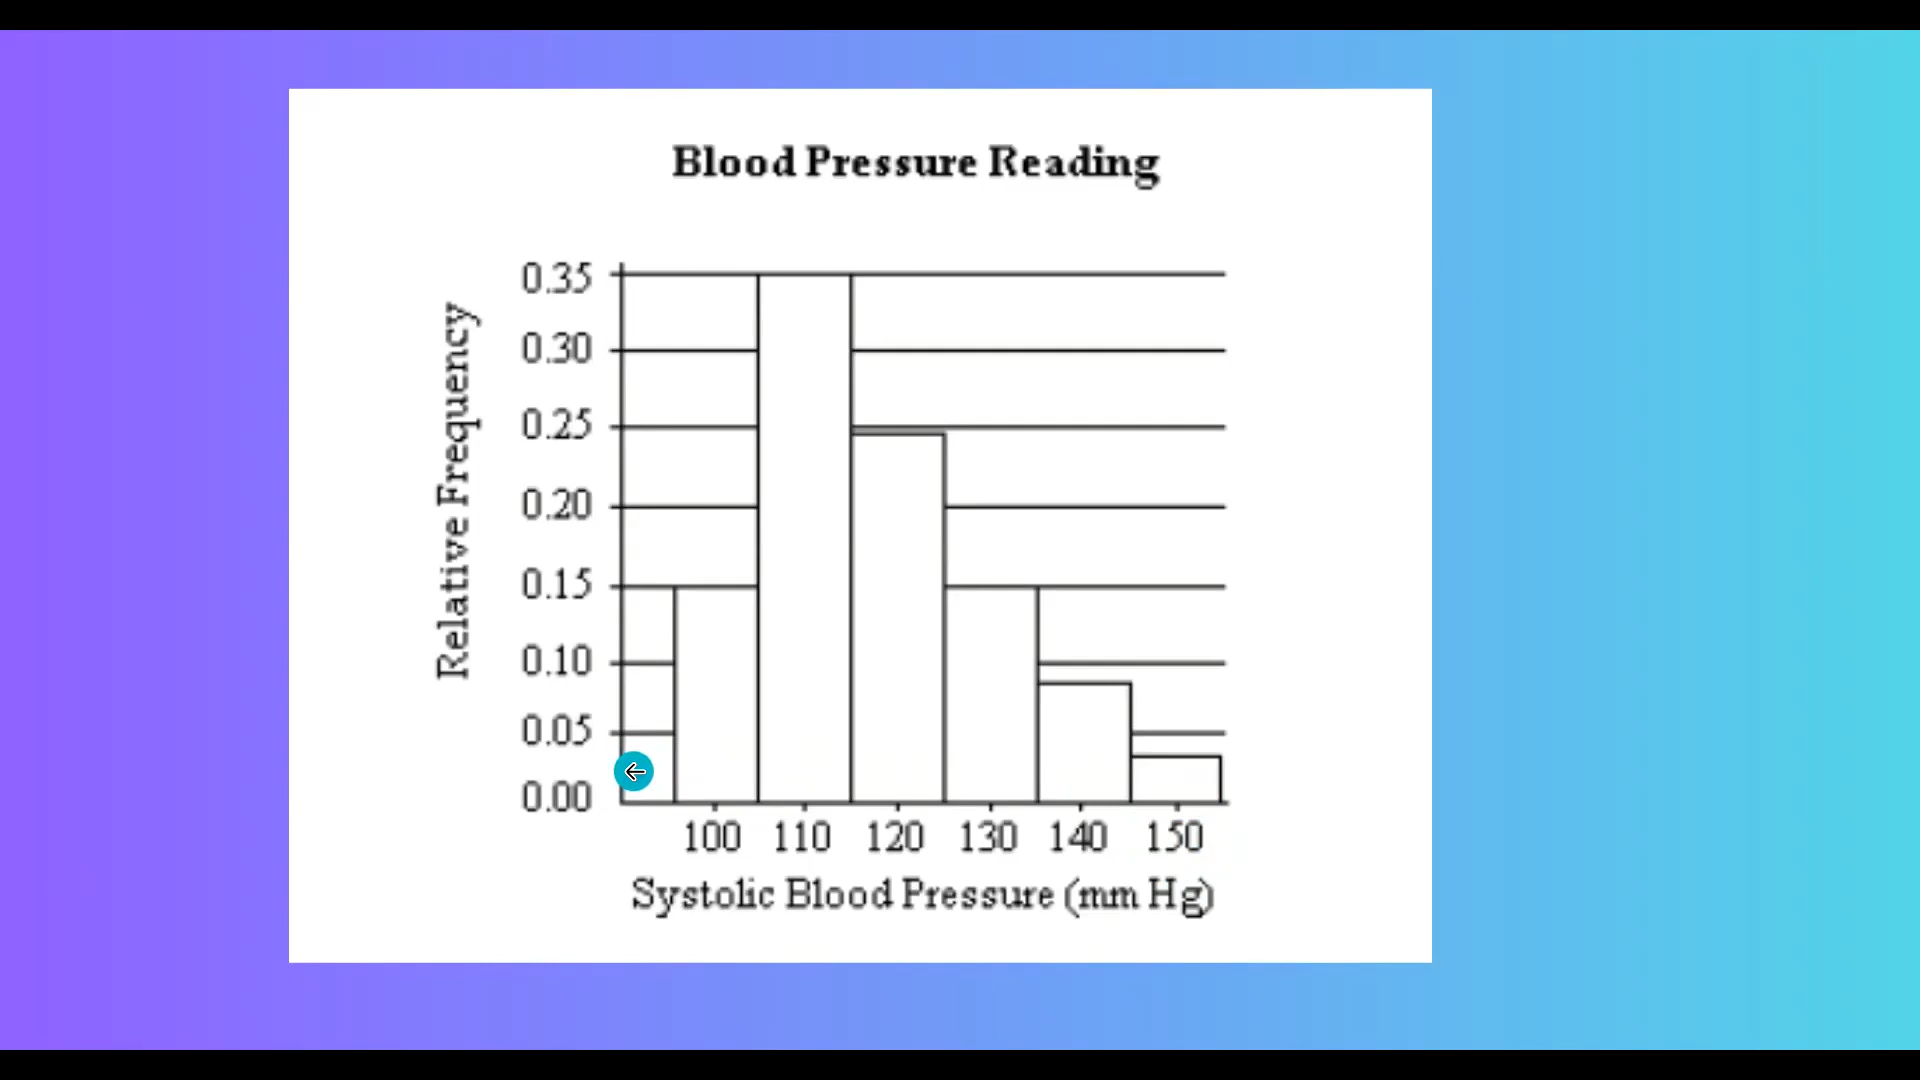 Blood Pressure Reading
Relative Frequency
0.35
0.30
0.25
0.20
0.15
0.10
0.05
0.00
100 110 120 130 140 150
Systolic Blood Pressure (mm Hg)